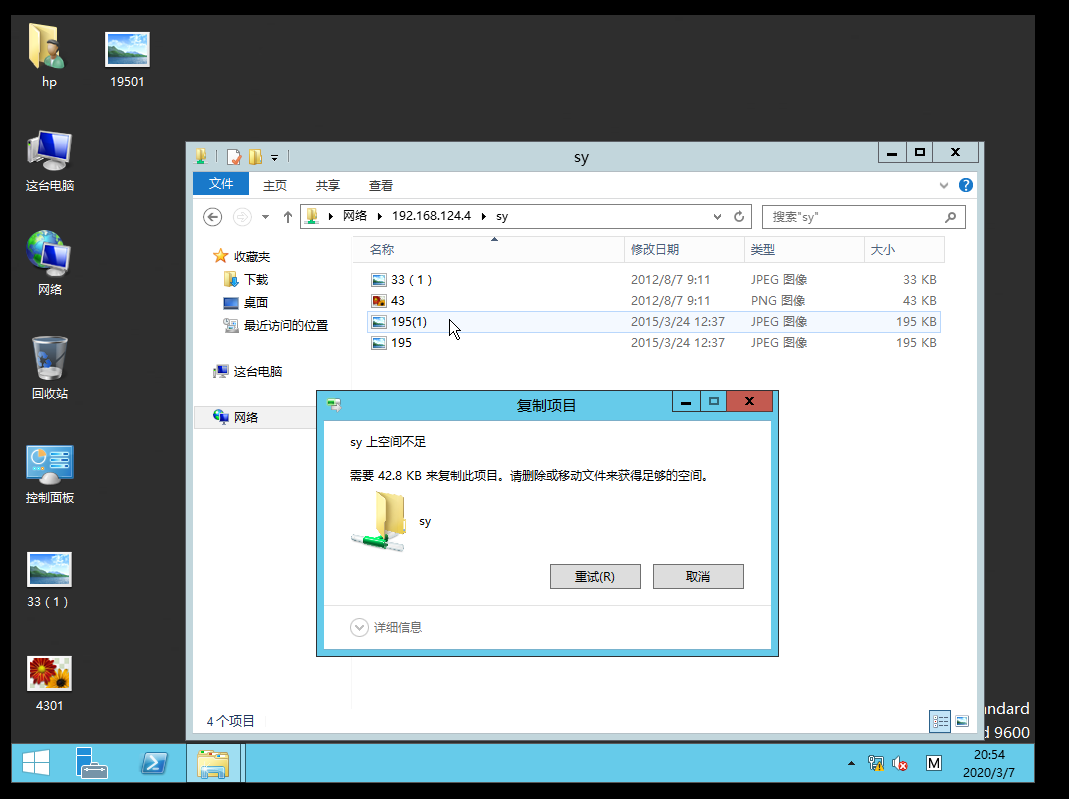 hp
19501
这台电脑
网络
回收站
控制面板
33 ( 1 )
4301
sy
文件 主页 共享 查看
网络 192.168.124.4 sy
搜索"sy"
收藏夹
下载
桌面
最近访问的位置
这台电脑
网络
名称 修改日期 类型 大小
33 ( 1 ) 2012/8/7 9:11 JPEG 图像 33 KB
43 2012/8/7 9:11 PNG 图像 43 KB
195(1) 2015/3/24 12:37 JPEG 图像 195 KB
195 2015/3/24 12:37 JPEG 图像 195 KB
复制项目
sy 上空间不足
需要 42.8 KB 来复制此项目。请删除或移动文件来获得足够的空间。
sy
重试(R) 取消
详细信息
4 个项目
ndard
d 9600
M
20:54
2020/3/7